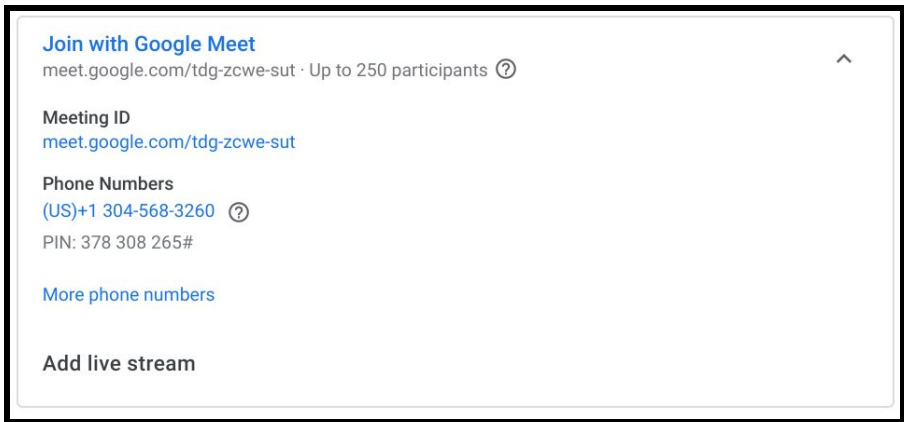 Join with Google Meet
meet.google.com/tdg-zcwe-sut · Up to 250 participants
Meeting ID
meet.google.com/tdg-zcwe-sut
Phone Numbers
(US)+1 304-568-3260
PIN: 378 308 265#
More phone numbers
Add live stream